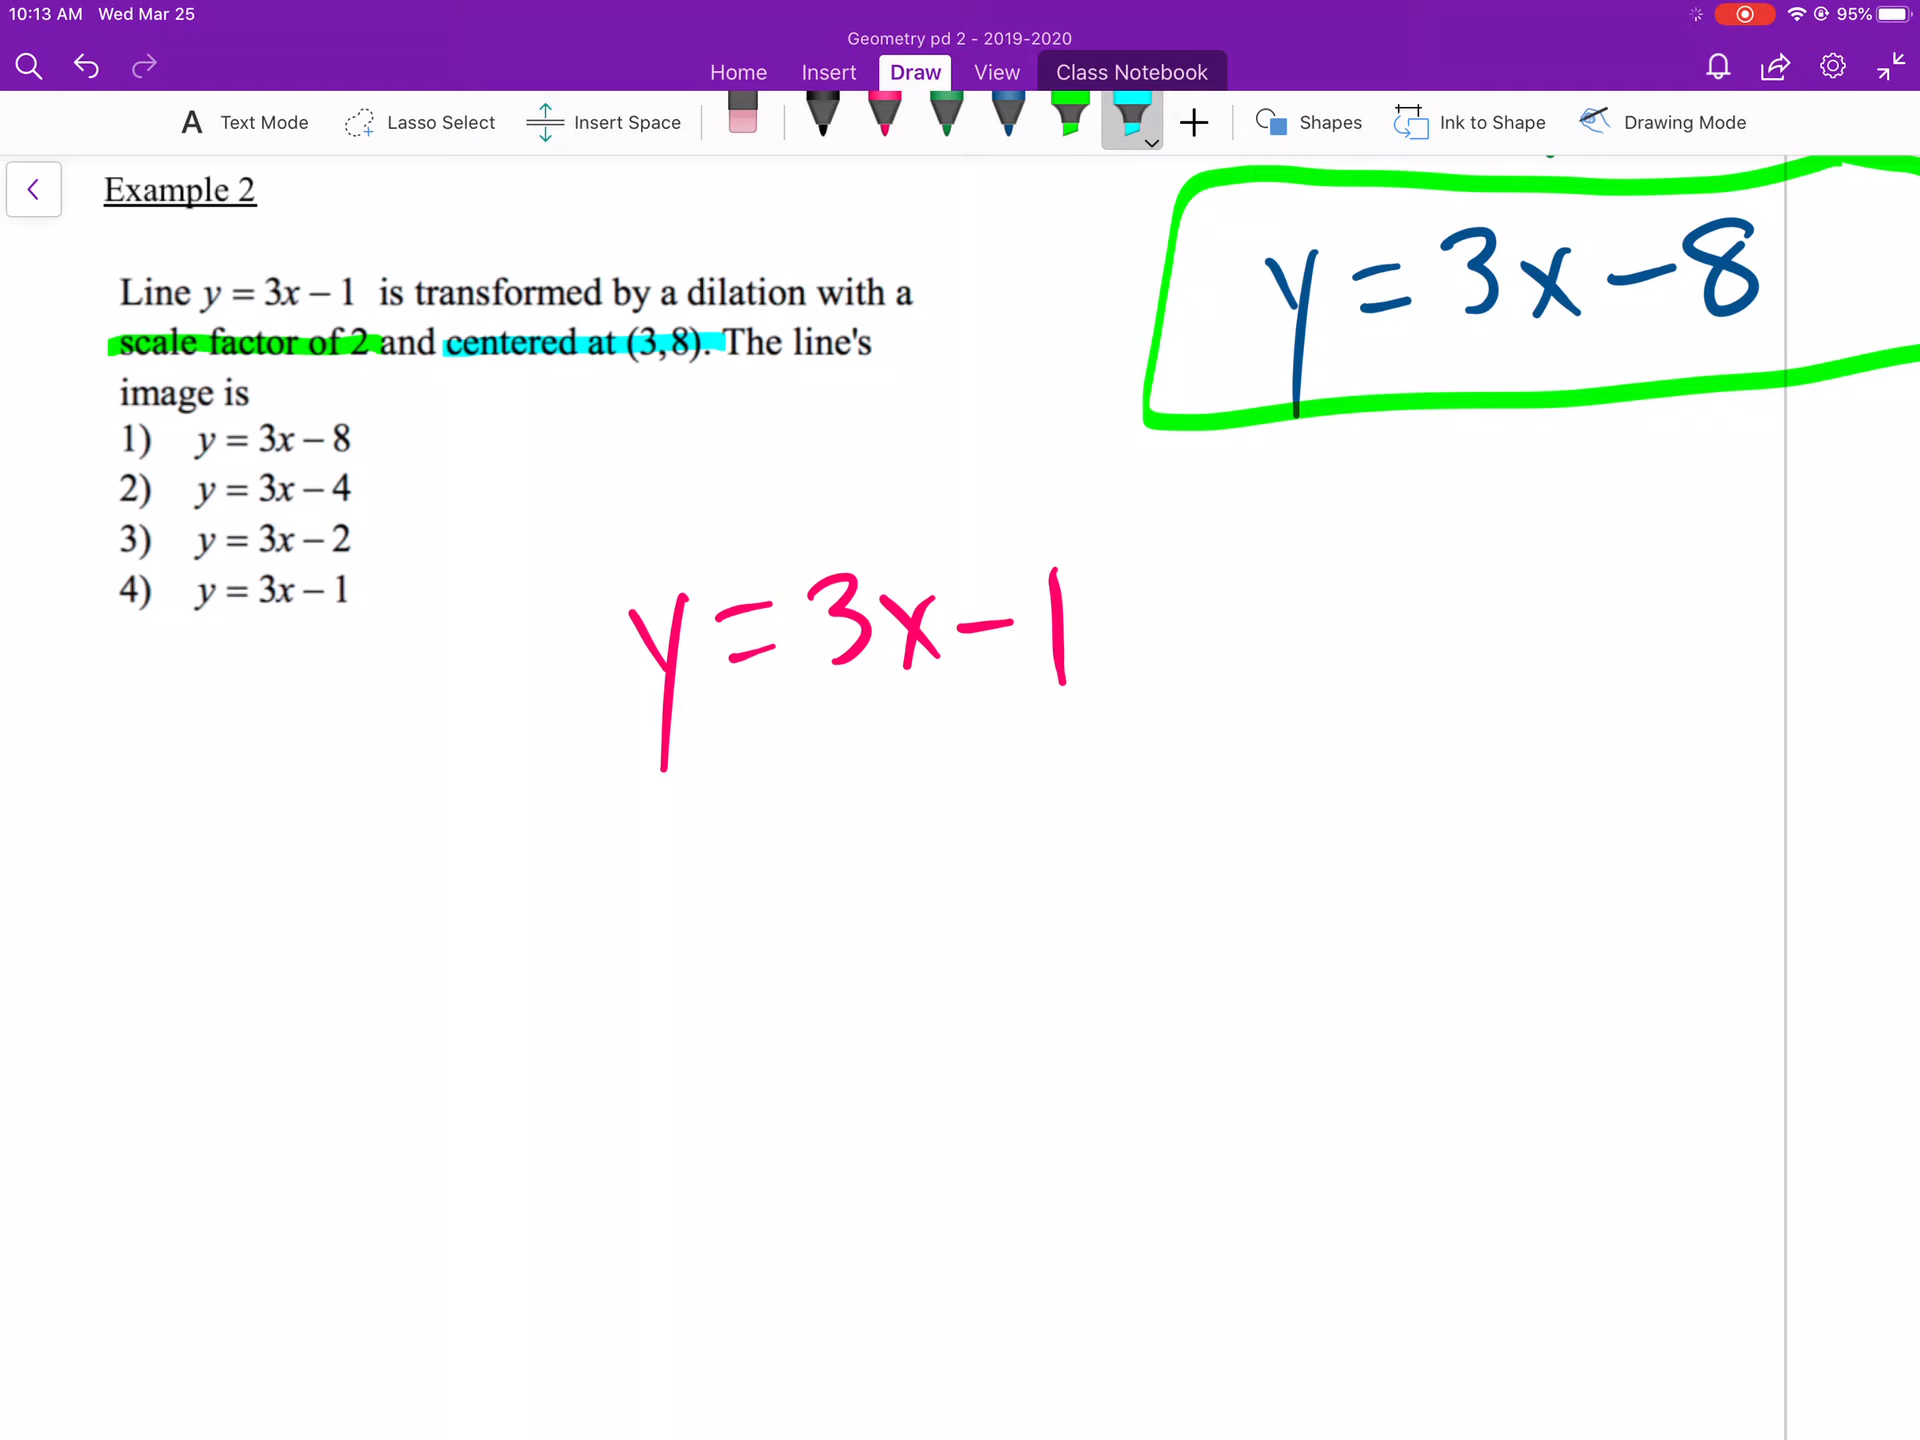 10:13 AM Wed Mar 25
95%
Geometry pd 2 - 2019-2020
Home Insert Draw View Class Notebook
A Text Mode Lasso Select Insert Space Shapes Ink to Shape Drawing Mode
Example 2
y = 3x - 8
Line y = 3x – 1 is transformed by a dilation with a
scale factor of 2 and centered at (3,8). The line's
image is
1) y = 3x – 8
2) y = 3x – 4
3) y = 3x – 2
4) y = 3x – 1
y = 3x - 1